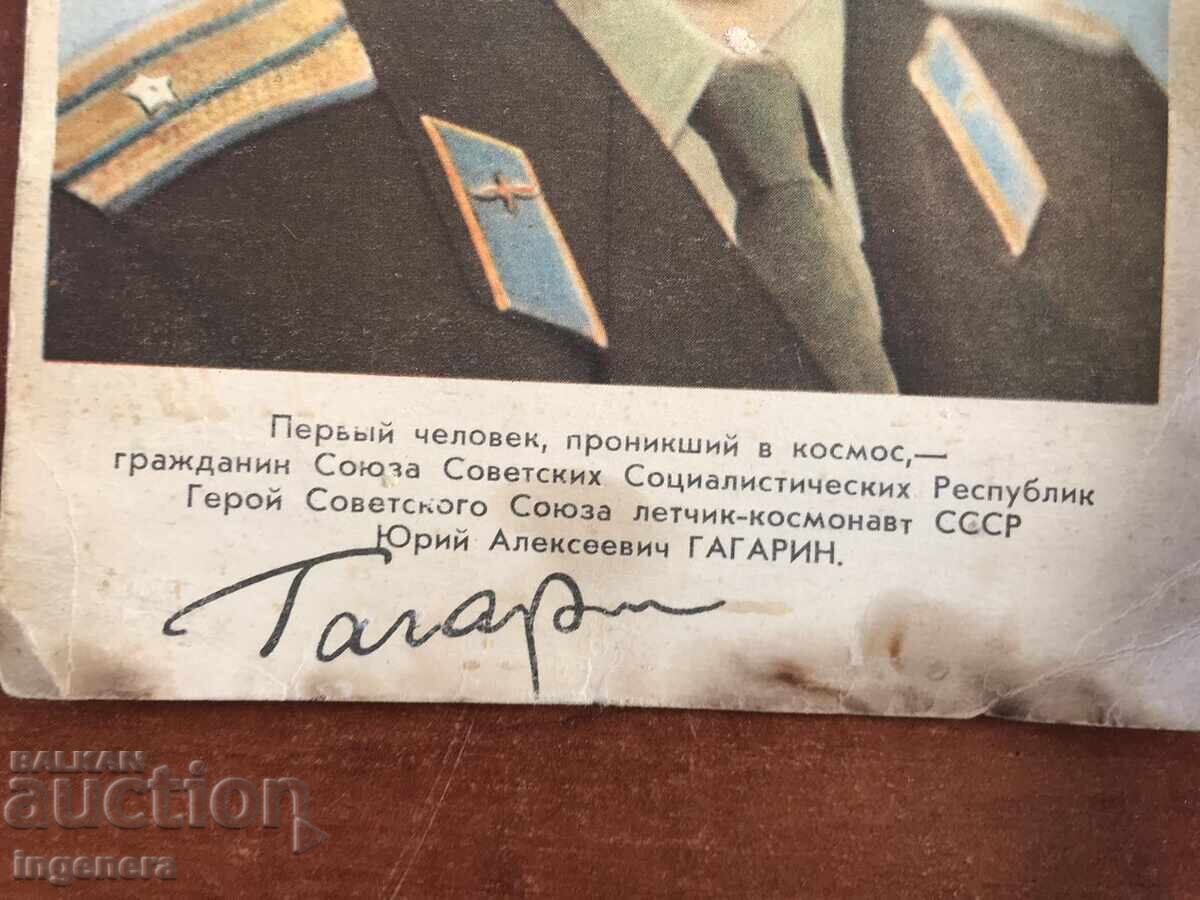 Первый человек, проникший в космос,—
гражданин Союза Советских Социалистических Республик
Герой Советского Союза летчик-космонавт СССР
Юрий Алексеевич ГАГАРИН.
Гагарин
BALKAN
auction
ingenera